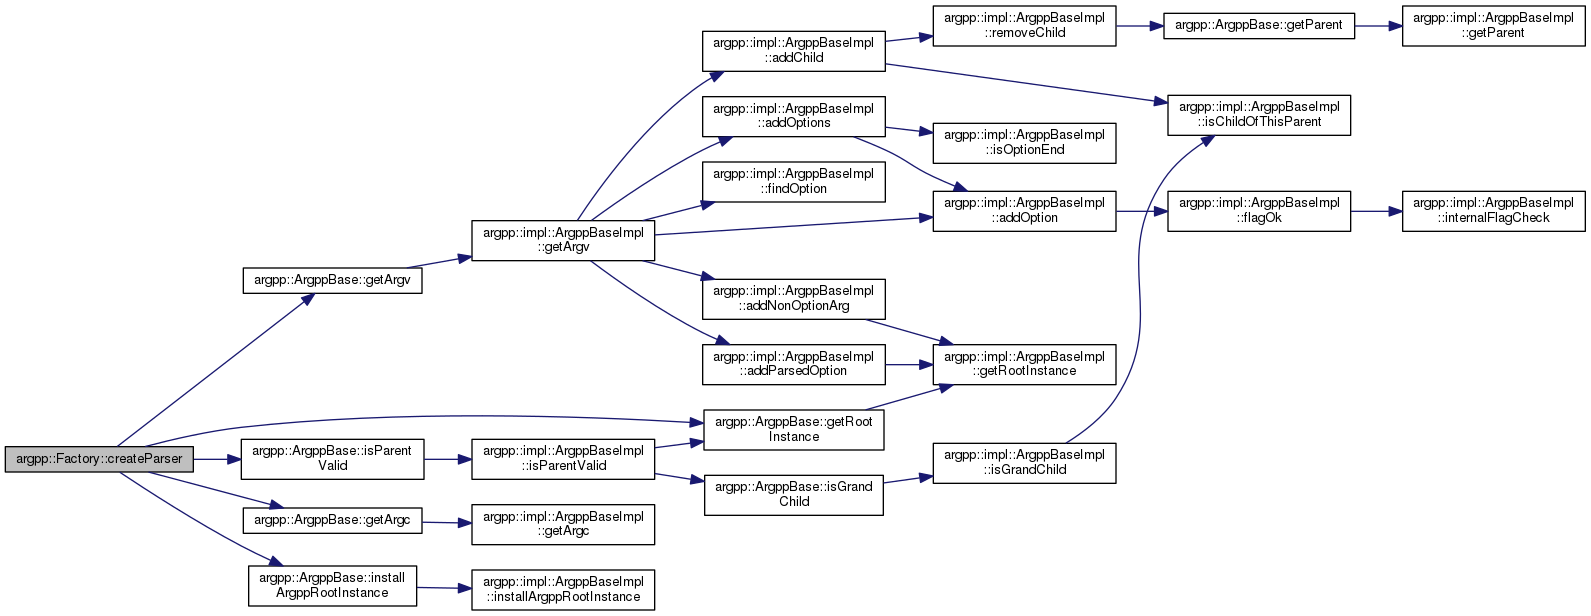 argpp::Factory::createParser
argpp::ArgppBase::getArgv
argpp::ArgppBase::isParent
Valid
argpp::ArgppBase::getArgc
argpp::ArgppBase::install
ArgppRootInstance
argpp::impl::ArgppBaseImpl
::getArgv
argpp::impl::ArgppBaseImpl
::isParentValid
argpp::impl::ArgppBaseImpl
::getArgc
argpp::impl::ArgppBaseImpl
::installArgppRootInstance
argpp::impl::ArgppBaseImpl
::addChild
argpp::impl::ArgppBaseImpl
::addOptions
argpp::impl::ArgppBaseImpl
::findOption
argpp::impl::ArgppBaseImpl
::addNonOptionArg
argpp::impl::ArgppBaseImpl
::addParsedOption
argpp::ArgppBase::getRoot
Instance
argpp::ArgppBase::isGrand
Child
argpp::impl::ArgppBaseImpl
::removeChild
argpp::impl::ArgppBaseImpl
::isOptionEnd
argpp::impl::ArgppBaseImpl
::addOption
argpp::impl::ArgppBaseImpl
::getRootInstance
argpp::impl::ArgppBaseImpl
::isGrandChild
argpp::ArgppBase::getParent
argpp::impl::ArgppBaseImpl
::isChildOfThisParent
argpp::impl::ArgppBaseImpl
::flagOk
argpp::impl::ArgppBaseImpl
::getParent
argpp::impl::ArgppBaseImpl
::internalFlagCheck